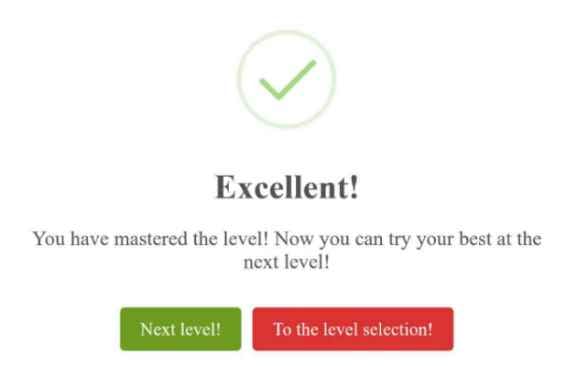 Excellent!
You have mastered the level! Now you can try your best at the
next level!
Next level!
To the level selection!